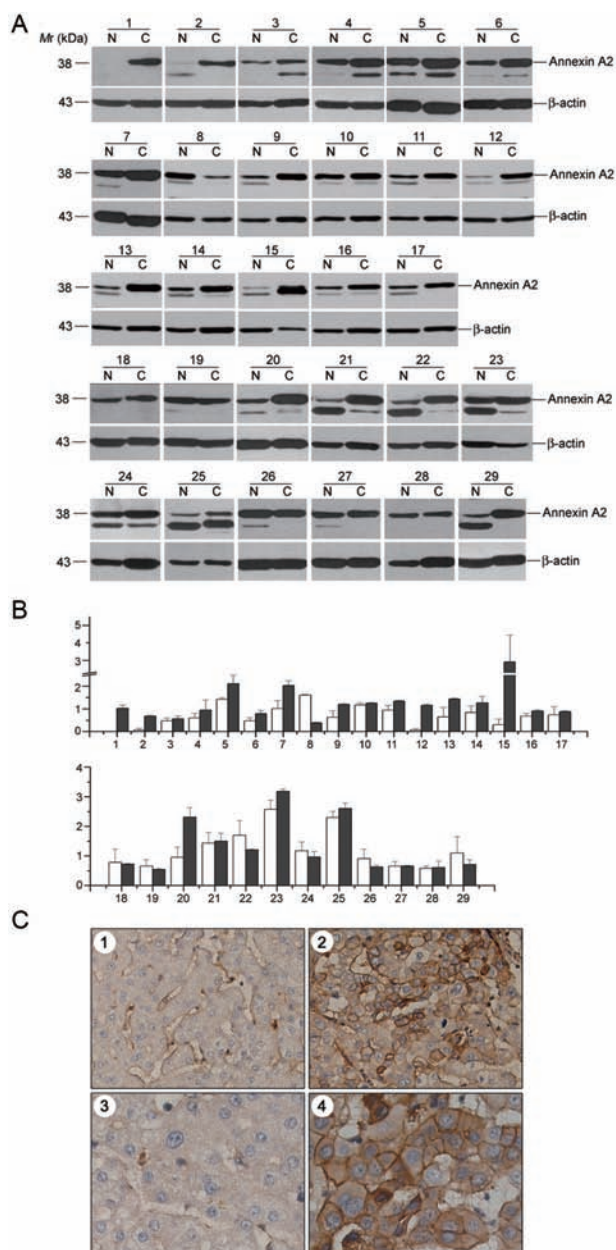 A
1 2 3 4 5 6
Mr (kDa) N C N C N C N C N C N C
38 Annexin A2
43 β-actin
7 8 9 10 11 12
N C N C N C N C N C N C
38 Annexin A2
43 β-actin
13 14 15 16 17
N C N C N C N C N C
38 Annexin A2
43 β-actin
18 19 20 21 22 23
N C N C N C N C N C N C
38 Annexin A2
43 β-actin
24 25 26 27 28 29
N C N C N C N C N C N C
38 Annexin A2
43 β-actin
B
5
4
3
2
1
0
1 2 3 4 5 6 7 8 9 10 11 12 13 14 15 16 17
4
3
2
1
0
18 19 20 21 22 23 24 25 26 27 28 29
C
1 2
3 4